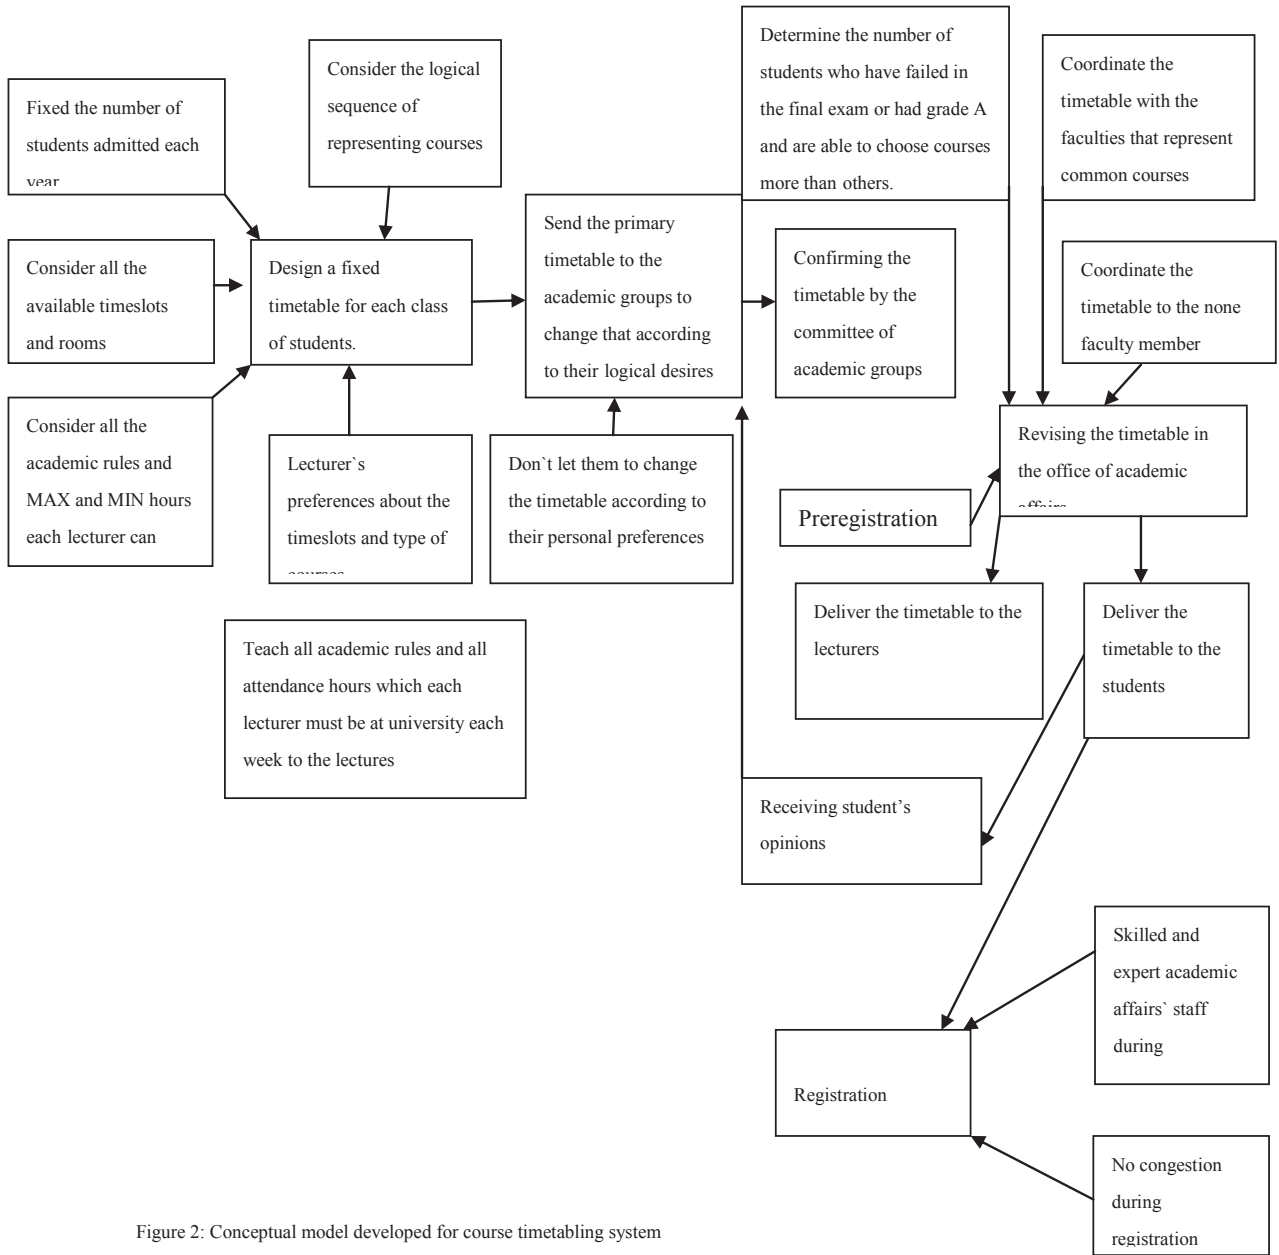 Fixed the number of
students admitted each
year
Consider the logical
sequence of
representing courses
Determine the number of
students who have failed in
the final exam or had grade A
and are able to choose courses
more than others.
Coordinate the
timetable with the
faculties that represent
common courses
Consider all the
available timeslots
and rooms
Design a fixed
timetable for each class
of students.
Send the primary
timetable to the
academic groups to
change that according
to their logical desires
Confirming the
timetable by the
committee of
academic groups
Coordinate the
timetable to the none
faculty member
Consider all the
academic rules and
MAX and MIN hours
each lecturer can
Lecturer`s
preferences about the
timeslots and type of
courses
Don`t let them to change
the timetable according to
their personal preferences
Preregistration
Revising the timetable in
the office of academic
affairs
Deliver the timetable to the
lecturers
Deliver the
timetable to the
students
Teach all academic rules and all
attendance hours which each
lecturer must be at university each
week to the lectures
Receiving student’s
opinions
Skilled and
expert academic
affairs` staff
during
Registration
No congestion
during
registration
Figure 2: Conceptual model developed for course timetabling system